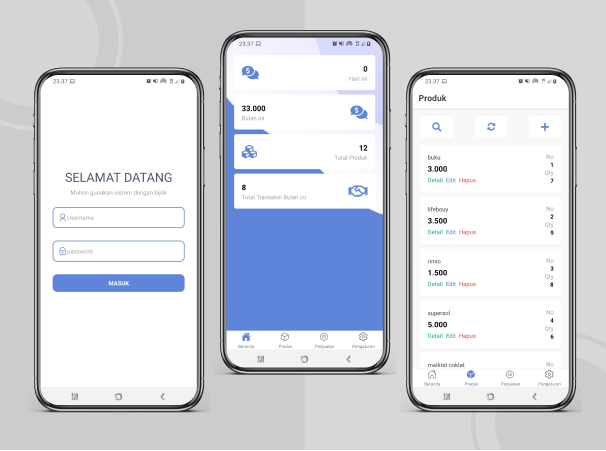 23.37
SELAMAT DATANG
Mohon gunakan sistem dengan bijak
Username
password
MASUK
23.37
0
Hari ini
33.000
Bulan ini
12
Total Produk
8
Total Transaksi Bulan ini
Beranda Produk Penjualan Pengaturan
23.37
Produk
buku No
3.000 1
Qty
Detail Edit Hapus 7
lifebouy No
3.500 2
Qty
Detail Edit Hapus 9
rinso No
1.500 3
Qty
Detail Edit Hapus 8
supersol No
5.000 4
Qty
Detail Edit Hapus 6
malkist coklat No
Beranda Produk Penjualan Pengaturan